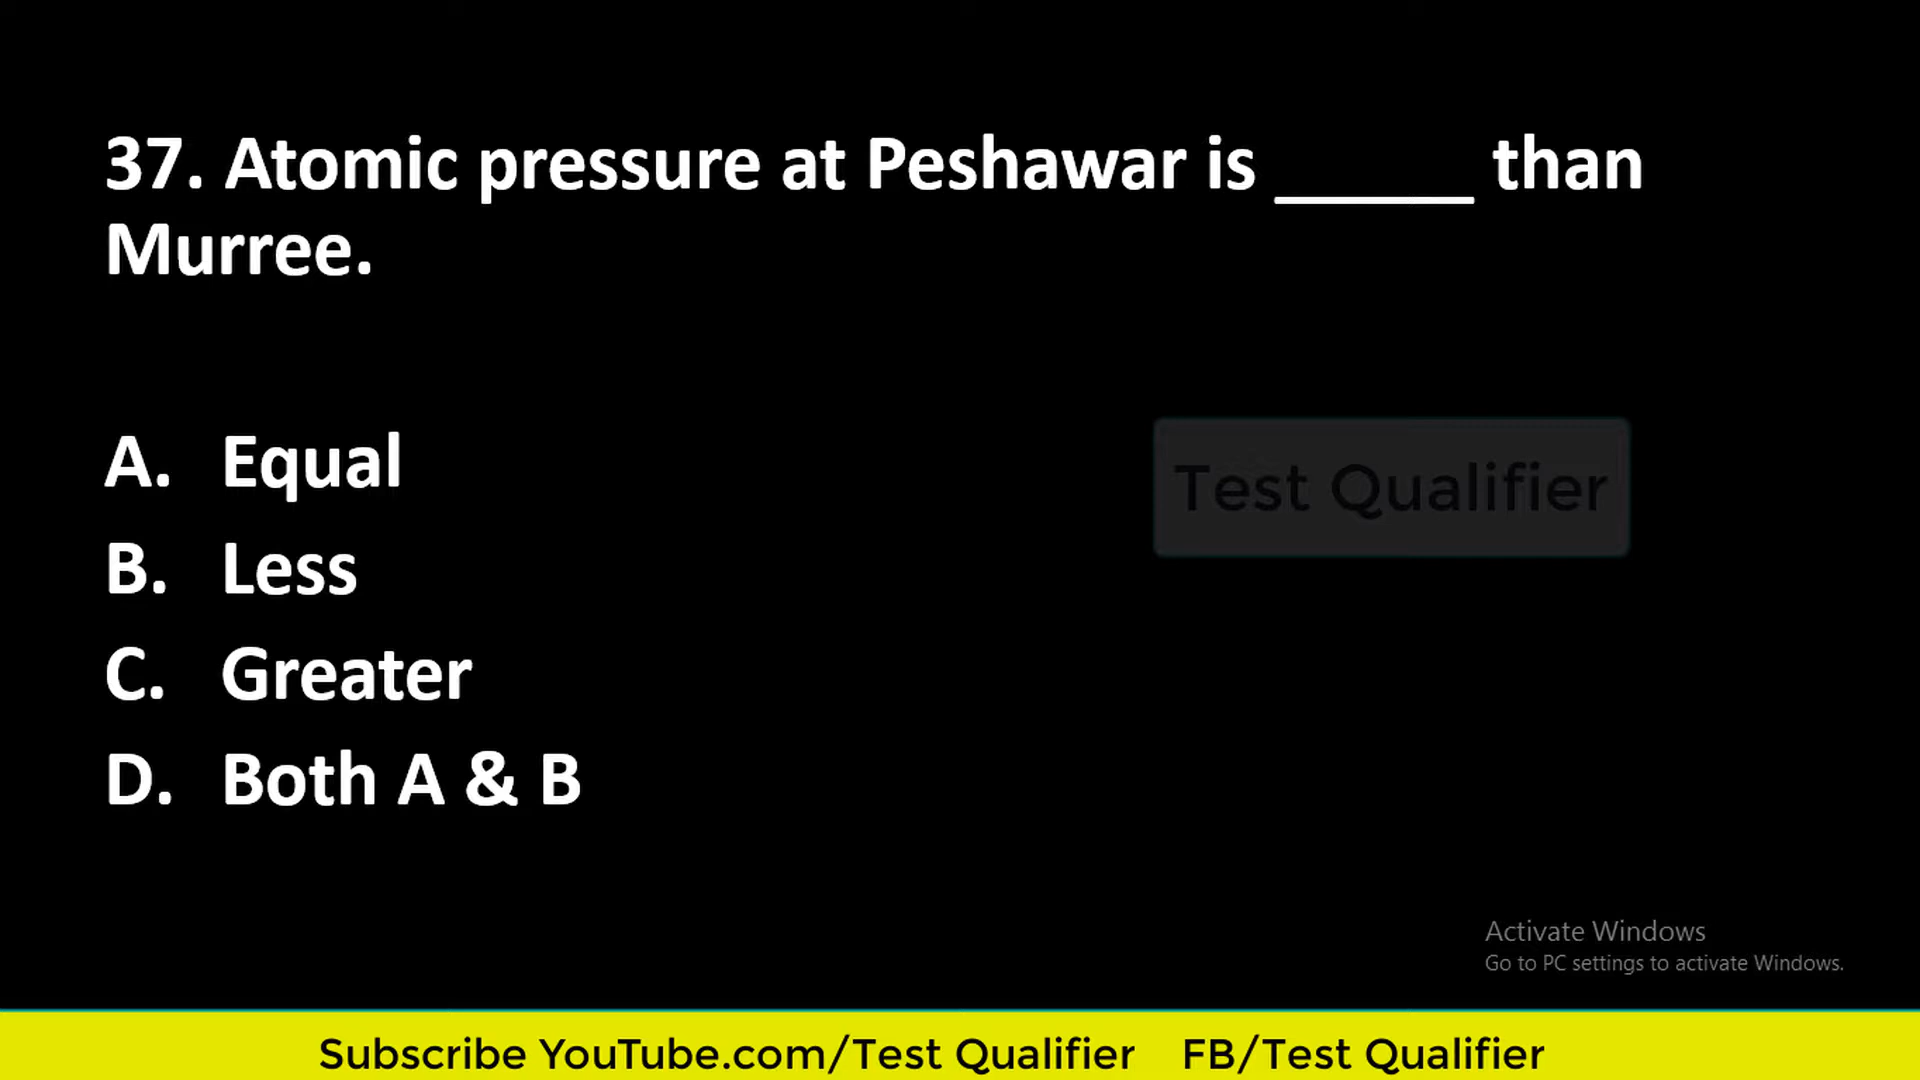 37. Atomic pressure at Peshawar is ______ than
Murree.
A. Equal
B. Less
Test Qualifier
C. Greater
D. Both A & B
Activate Windows
Go to PC settings to activate Windows.
Subscribe YouTube.com/Test Qualifier FB/Test Qualifier